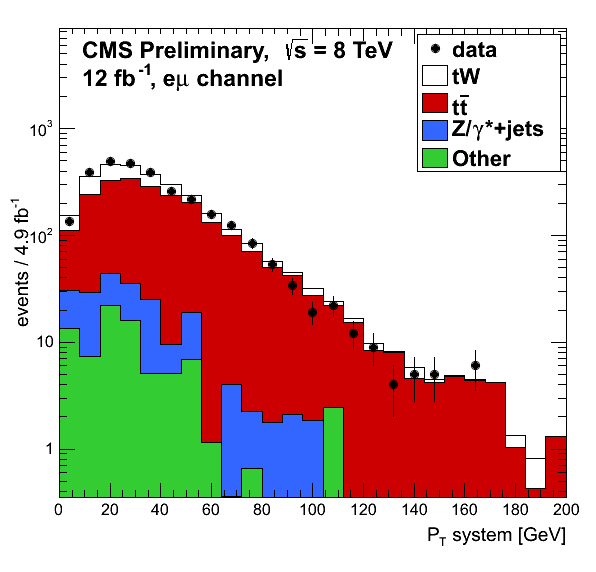 CMS Preliminary, √s = 8 TeV
12 fb⁻¹, eμ channel
data
tW
tt̄
Z/γ*+jets
Other
events / 4.9 fb⁻¹
10³
10²
10
1
0 20 40 60 80 100 120 140 160 180 200
P_T system [GeV]